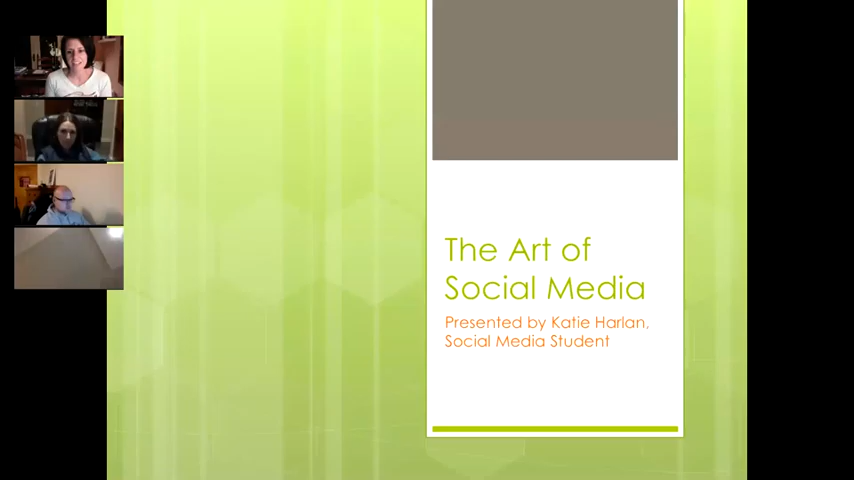 The Art of
Social Media
Presented by Katie Harlan,
Social Media Student